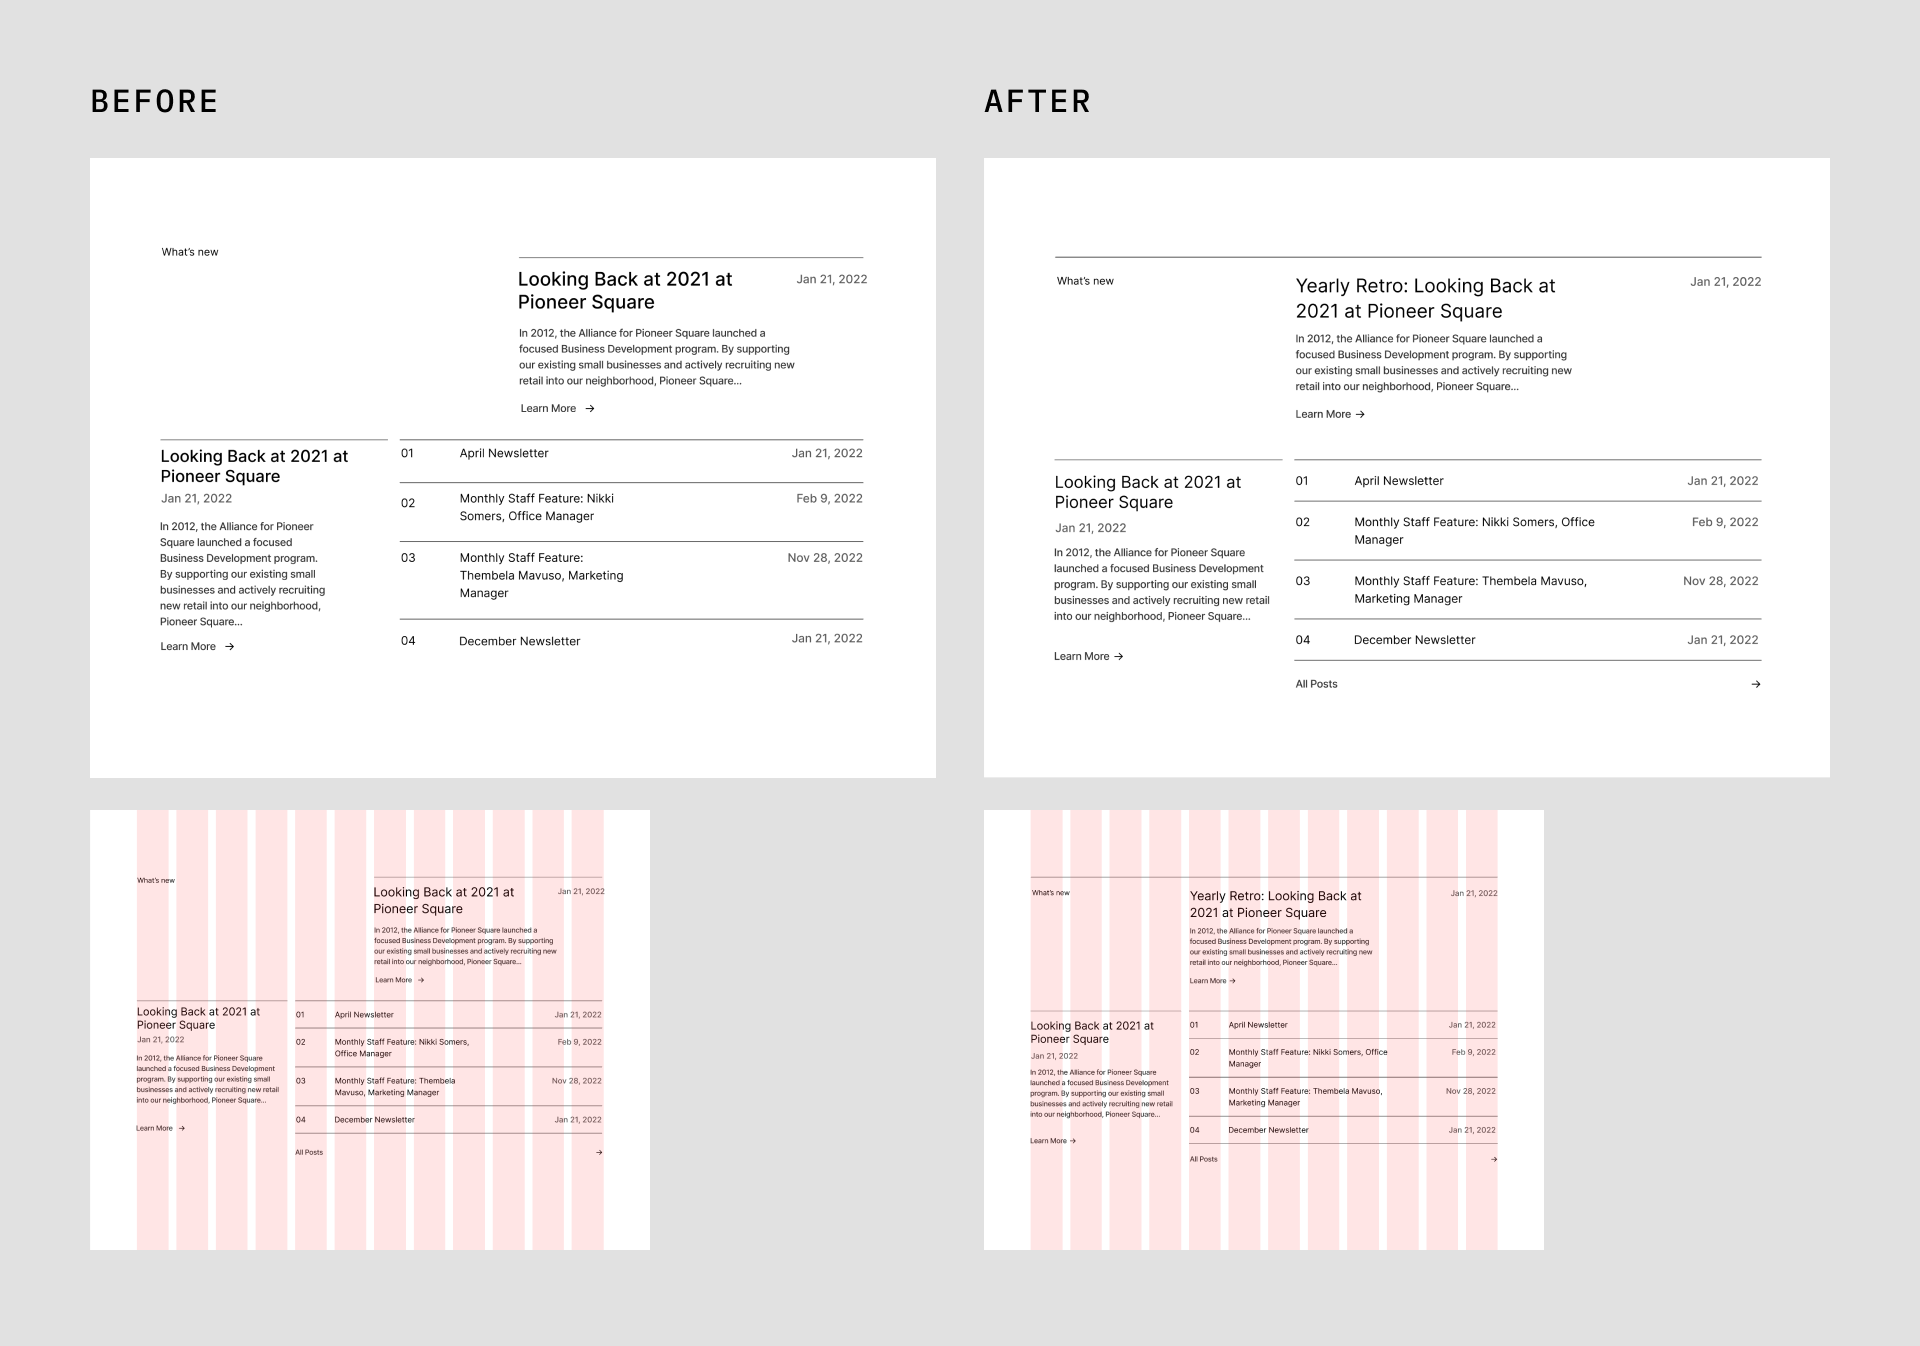 BEFORE
AFTER
What's new
Looking Back at 2021 at
Pioneer Square
Jan 21, 2022
In 2012, the Alliance for Pioneer Square launched a
focused Business Development program. By supporting
our existing small businesses and actively recruiting new
retail into our neighborhood, Pioneer Square...
Learn More →
Looking Back at 2021 at
Pioneer Square
Jan 21, 2022
In 2012, the Alliance for Pioneer
Square launched a focused
Business Development program.
By supporting our existing small
businesses and actively recruiting
new retail into our neighborhood,
Pioneer Square...
Learn More →
01 April Newsletter Jan 21, 2022
02 Monthly Staff Feature: Nikki Feb 9, 2022
Somers, Office Manager
03 Monthly Staff Feature: Nov 28, 2022
Thembela Mavuso, Marketing
Manager
04 December Newsletter Jan 21, 2022
What's new
Yearly Retro: Looking Back at
2021 at Pioneer Square
Jan 21, 2022
In 2012, the Alliance for Pioneer Square launched a
focused Business Development program. By supporting
our existing small businesses and actively recruiting new
retail into our neighborhood, Pioneer Square...
Learn More →
Looking Back at 2021 at
Pioneer Square
Jan 21, 2022
In 2012, the Alliance for Pioneer Square
launched a focused Business Development
program. By supporting our existing small
businesses and actively recruiting new retail
into our neighborhood, Pioneer Square...
Learn More →
01 April Newsletter Jan 21, 2022
02 Monthly Staff Feature: Nikki Somers, Office Feb 9, 2022
Manager
03 Monthly Staff Feature: Thembela Mavuso, Nov 28, 2022
Marketing Manager
04 December Newsletter Jan 21, 2022
All Posts →
What's new
Looking Back at 2021 at
Pioneer Square
Jan 21, 2022
In 2012, the Alliance for Pioneer Square launched a
focused Business Development program. By supporting
our existing small businesses and actively recruiting new
retail into our neighborhood, Pioneer Square...
Learn More →
Looking Back at 2021 at
Pioneer Square
Jan 21, 2022
In 2012, the Alliance for Pioneer Square
launched a focused Business Development
program. By supporting our existing small
businesses and actively recruiting new retail
into our neighborhood, Pioneer Square...
Learn More →
01 April Newsletter Jan 21, 2022
02 Monthly Staff Feature: Nikki Somers, Feb 9, 2022
Office Manager
03 Monthly Staff Feature: Thembela Nov 28, 2022
Mavuso, Marketing Manager
04 December Newsletter Jan 21, 2022
All Posts →
What's new
Yearly Retro: Looking Back at
2021 at Pioneer Square
Jan 21, 2022
In 2012, the Alliance for Pioneer Square launched a
focused Business Development program. By supporting
our existing small businesses and actively recruiting new
retail into our neighborhood, Pioneer Square...
Learn More →
Looking Back at 2021 at
Pioneer Square
Jan 21, 2022
In 2012, the Alliance for Pioneer Square
launched a focused Business Development
program. By supporting our existing small
businesses and actively recruiting new retail
into our neighborhood, Pioneer Square...
Learn More →
01 April Newsletter Jan 21, 2022
02 Monthly Staff Feature: Nikki Somers, Office Feb 9, 2022
Manager
03 Monthly Staff Feature: Thembela Mavuso, Nov 28, 2022
Marketing Manager
04 December Newsletter Jan 21, 2022
All Posts →